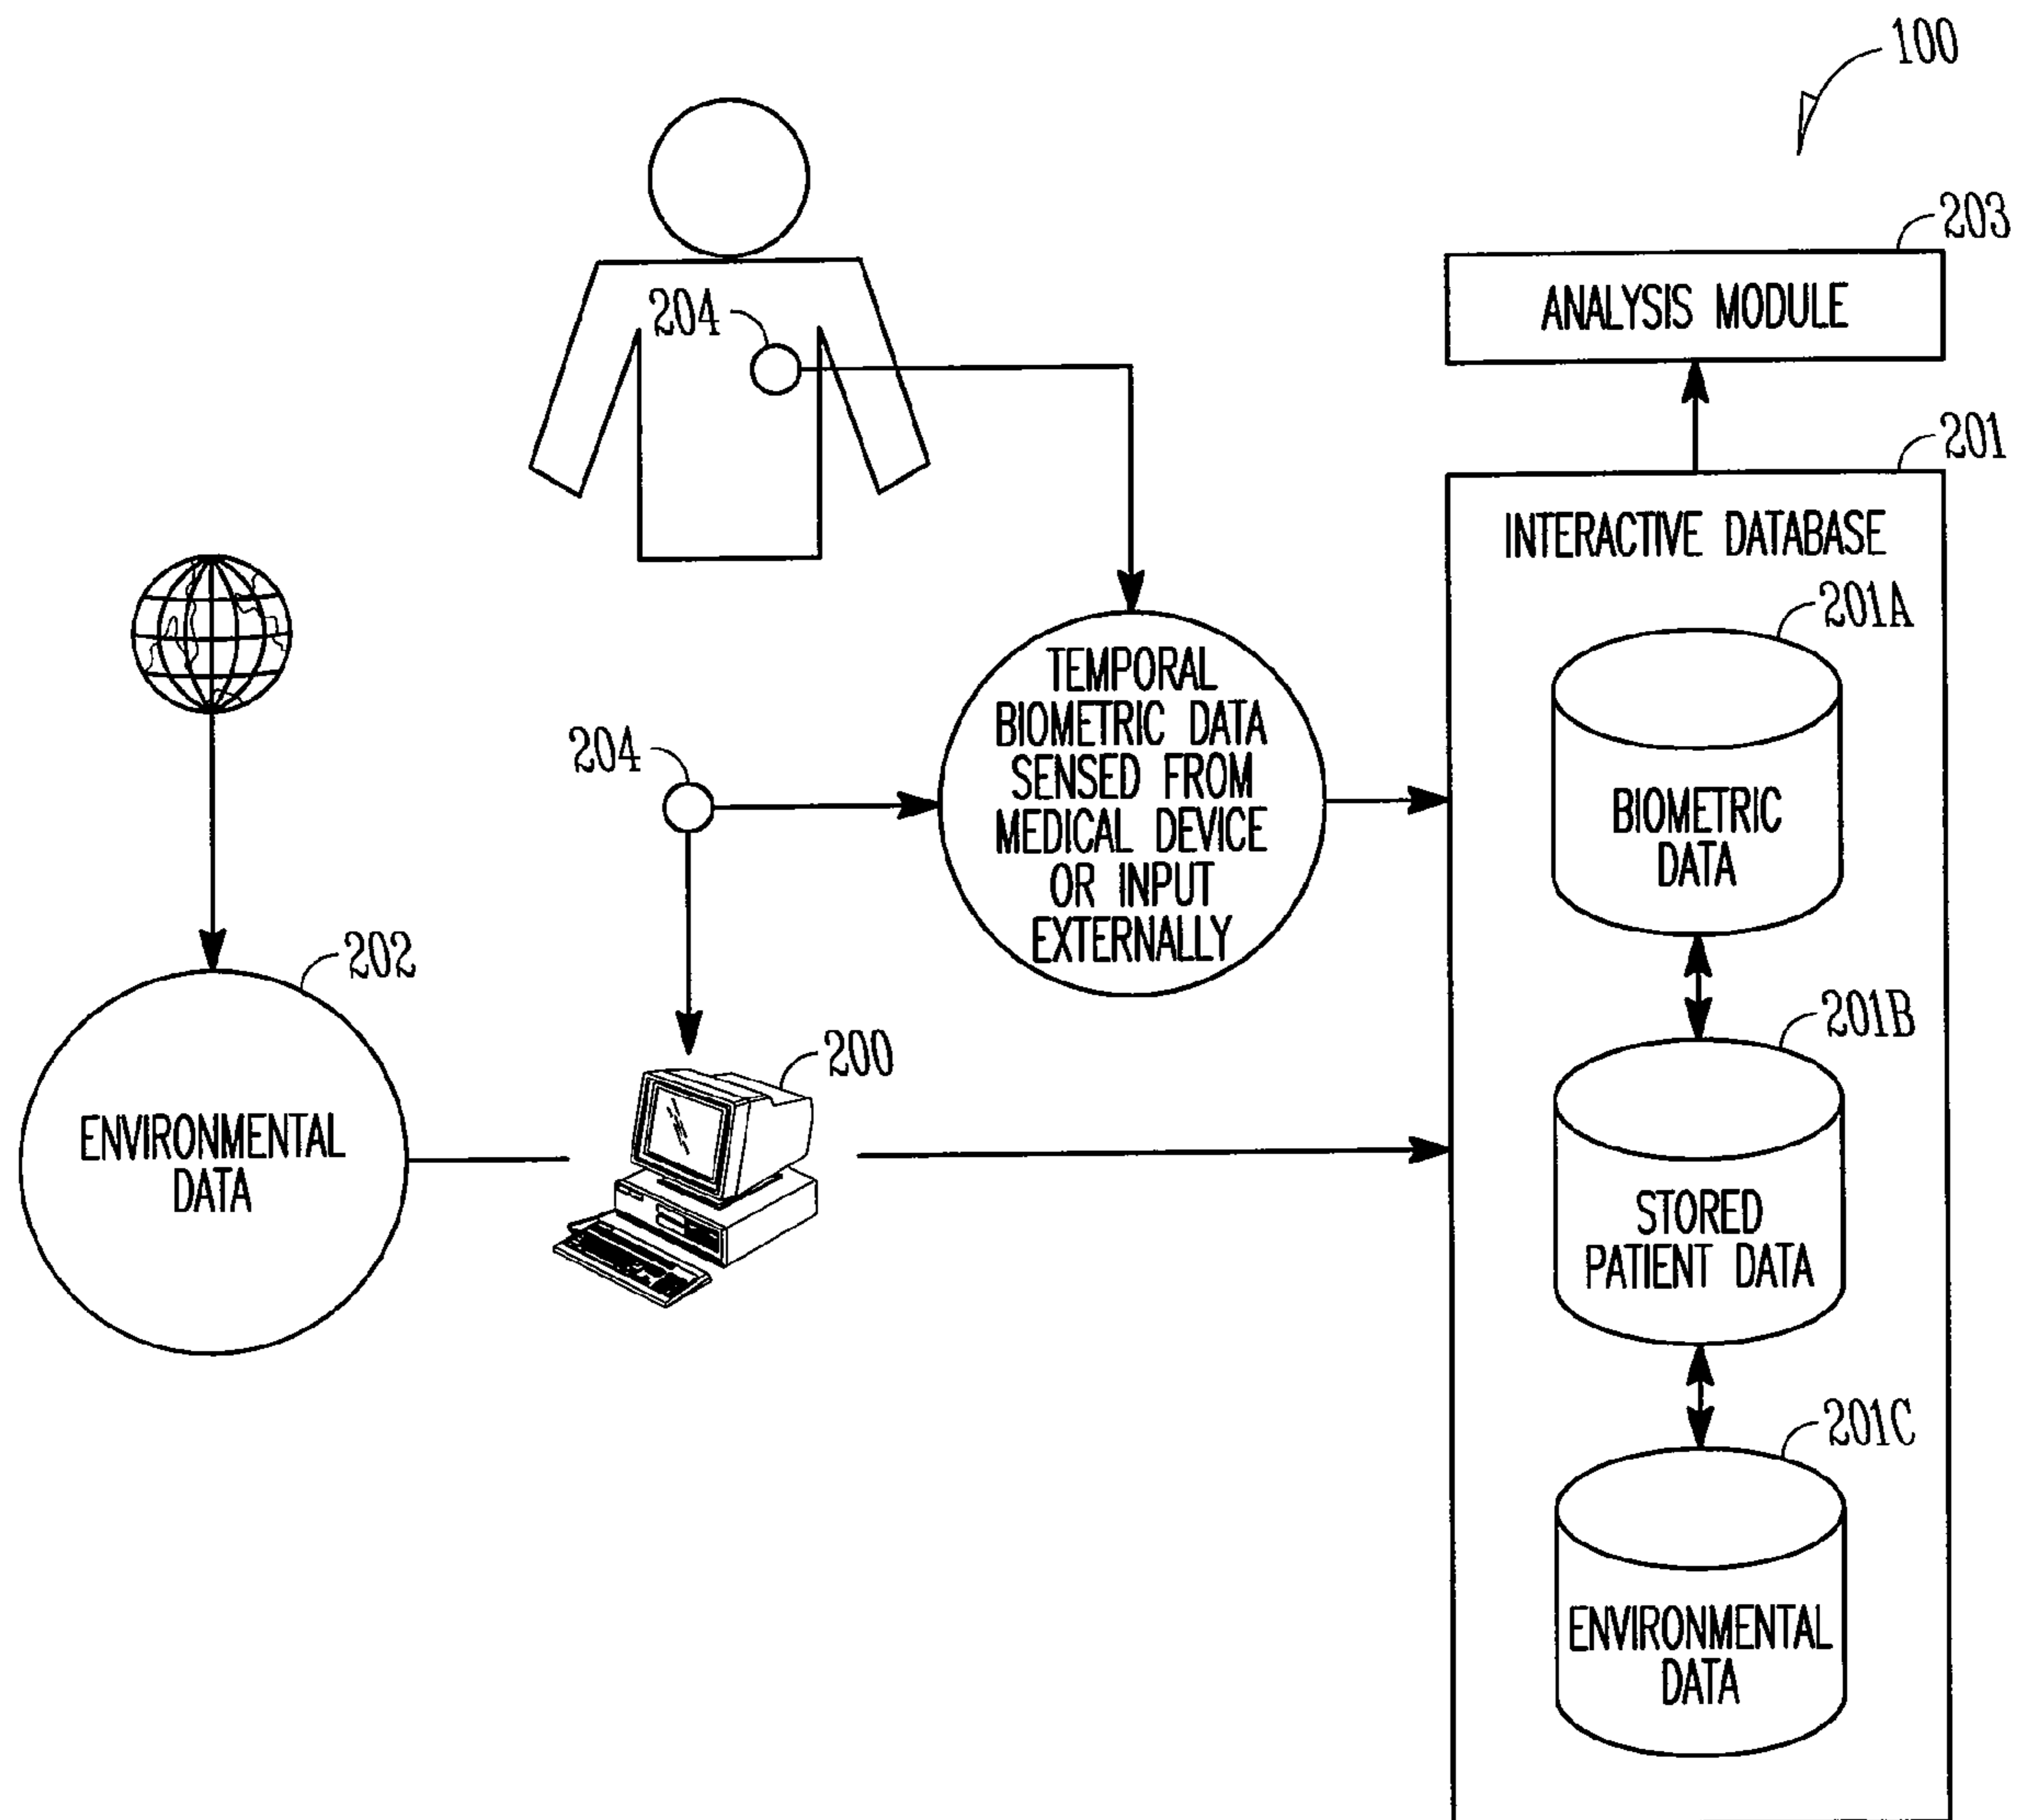 100
203
ANALYSIS MODULE
204
201
INTERACTIVE DATABASE
201A
BIOMETRIC
DATA
TEMPORAL
BIOMETRIC DATA
SENSED FROM
MEDICAL DEVICE
OR INPUT
EXTERNALLY
204
202
ENVIRONMENTAL
DATA
200
201B
STORED
PATIENT DATA
201C
ENVIRONMENTAL
DATA